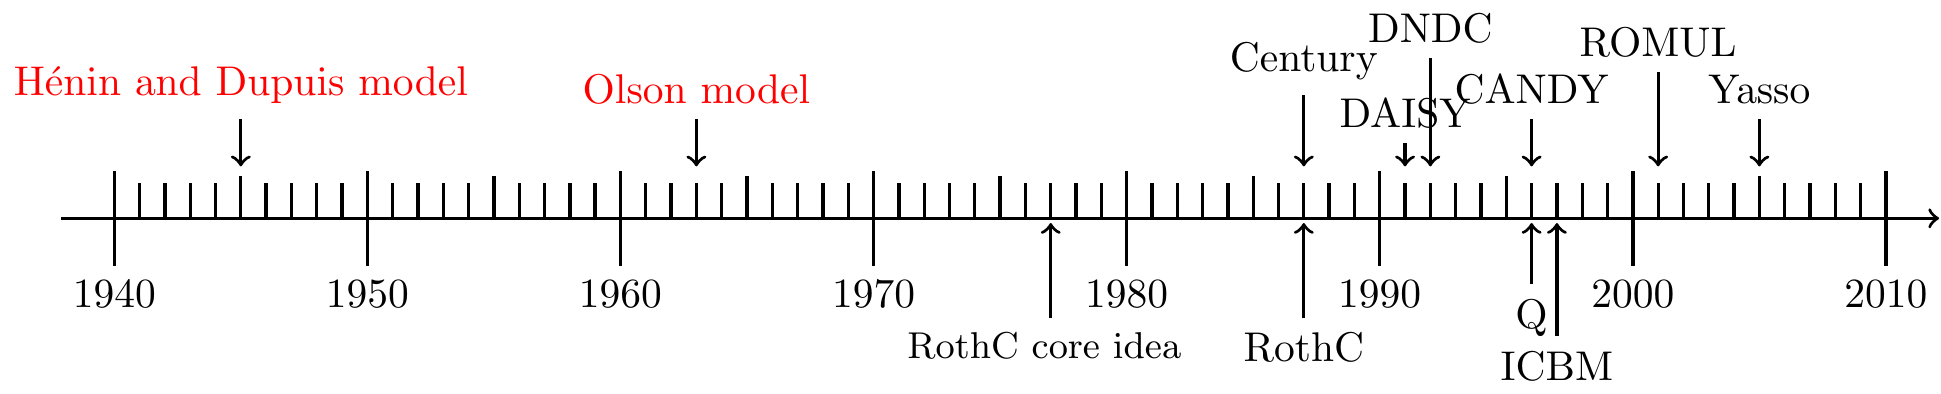 DNDC
ROMUL
Century
Hénin and Dupuis model
Olson model
CANDY
Yasso
DAISY
1940
1950
1960
1970
1980
1990
2000
2010
Q
RothC core idea
RothC
ICBM